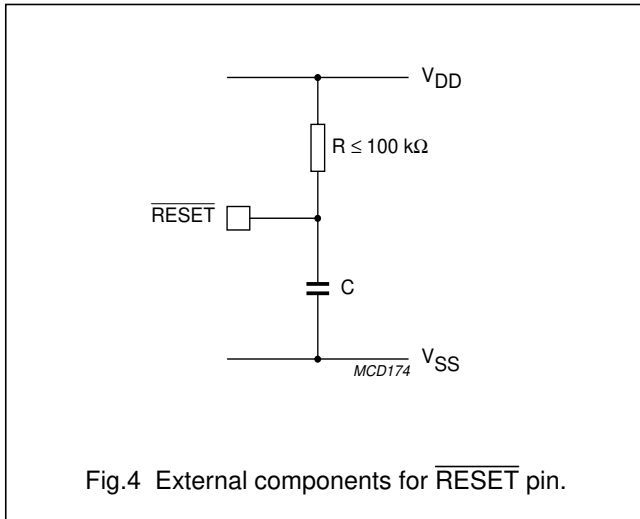 V_DD
R ≤ 100 kΩ
RESET
C
V_SS
MCD174
Fig.4 External components for RESET pin.